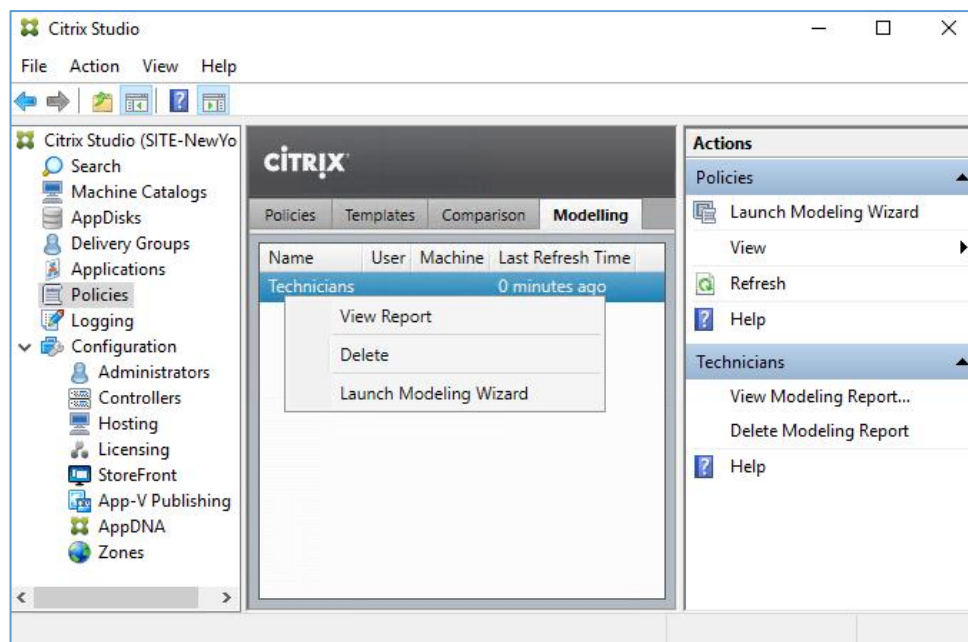 Citrix Studio
File Action View Help
Citrix Studio (SITE-NewYo
Search
Machine Catalogs
AppDisks
Delivery Groups
Applications
Policies
Logging
Configuration
Administrators
Controllers
Hosting
Licensing
StoreFront
App-V Publishing
AppDNA
Zones
CITRIX
Policies Templates Comparison Modelling
Name User Machine Last Refresh Time
Technicians 0 minutes ago
View Report
Delete
Launch Modeling Wizard
Actions
Policies
Launch Modeling Wizard
View
Refresh
Help
Technicians
View Modeling Report...
Delete Modeling Report
Help